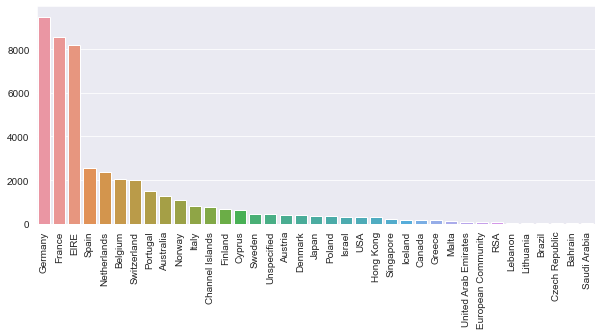 8000
6000
4000
2000
0
Germany
France
EIRE
Spain
Netherlands
Belgium
Switzerland
Portugal
Australia
Norway
Italy
Channel Islands
Finland
Cyprus
Sweden
Unspecified
Austria
Denmark
Japan
Poland
Israel
USA
Hong Kong
Singapore
Iceland
Canada
Greece
Malta
United Arab Emirates
European Community
RSA
Lebanon
Lithuania
Brazil
Czech Republic
Bahrain
Saudi Arabia